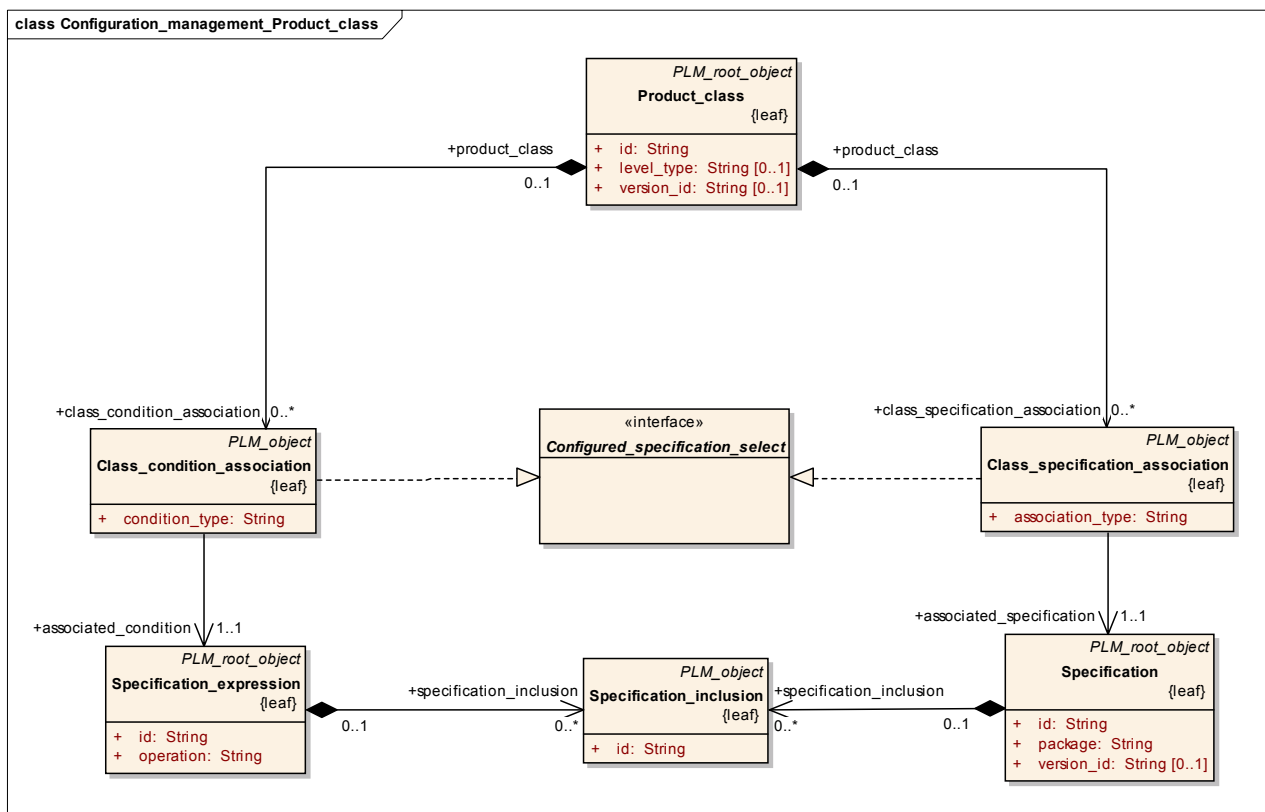 class Configuration_management_Product_class
PLM_root_object
Product_class
{leaf}
+ id: String
+ level_type: String [0..1]
+ version_id: String [0..1]
+product_class
0..1
+product_class
0..1
+class_condition_association 0..*
+class_specification_association 0..*
PLM_object
Class_condition_association
{leaf}
+ condition_type: String
«interface»
Configured_specification_select
PLM_object
Class_specification_association
{leaf}
+ association_type: String
+associated_condition 1..1
+associated_specification 1..1
PLM_root_object
Specification_expression
{leaf}
+ id: String
+ operation: String
+specification_inclusion
0..1
0..*
PLM_object
Specification_inclusion
{leaf}
+ id: String
+specification_inclusion
0..*
0..1
PLM_root_object
Specification
{leaf}
+ id: String
+ package: String
+ version_id: String [0..1]